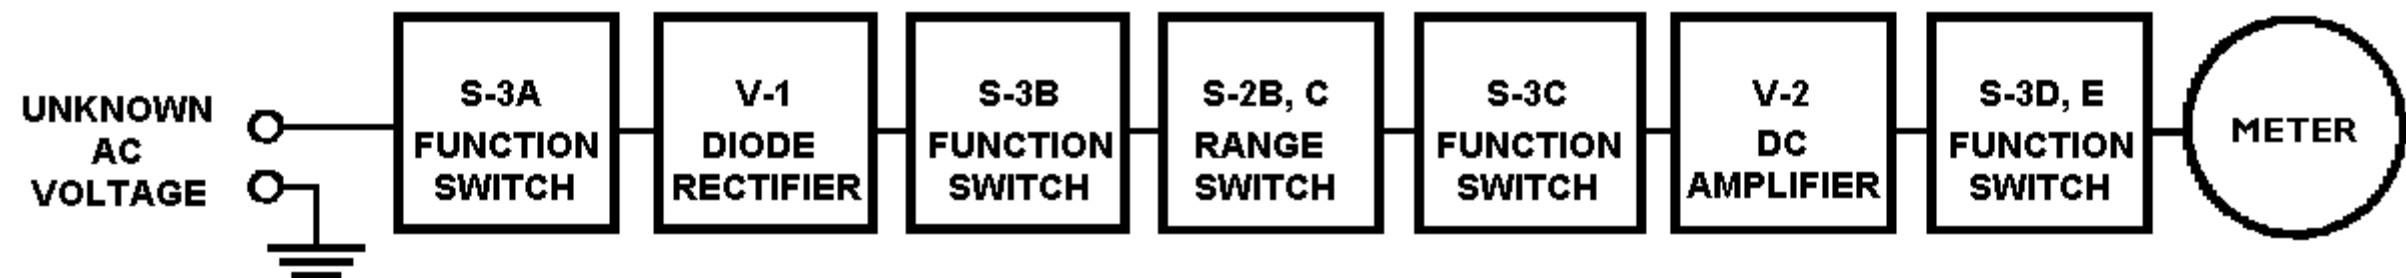 UNKNOWN
AC
VOLTAGE
S-3A
FUNCTION
SWITCH
V-1
DIODE
RECTIFIER
S-3B
FUNCTION
SWITCH
S-2B, C
RANGE
SWITCH
S-3C
FUNCTION
SWITCH
V-2
DC
AMPLIFIER
S-3D, E
FUNCTION
SWITCH
METER